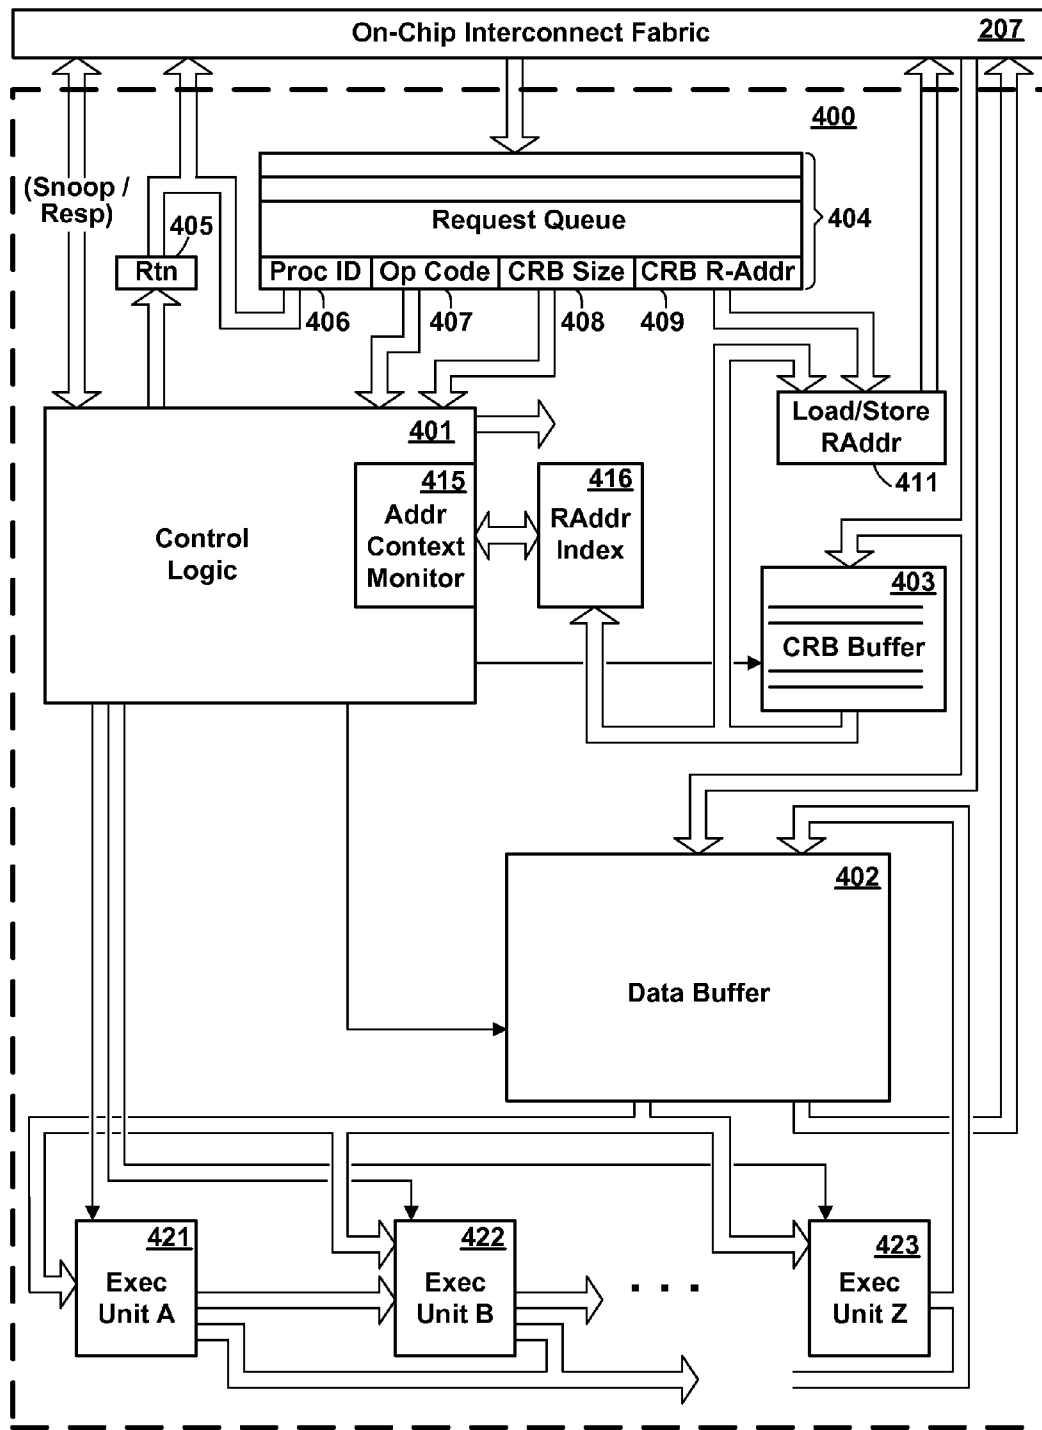 On-Chip Interconnect Fabric 207
400
(Snoop /
Resp)
405
Rtn
Request Queue
404
Proc ID Op Code CRB Size CRB R-Addr
406 407 408 409
401
Control
Logic
415
Addr
Context
Monitor
416
RAddr
Index
Load/Store
RAddr
411
403
CRB Buffer
402
Data Buffer
421
Exec
Unit A
422
Exec
Unit B
. . .
423
Exec
Unit Z